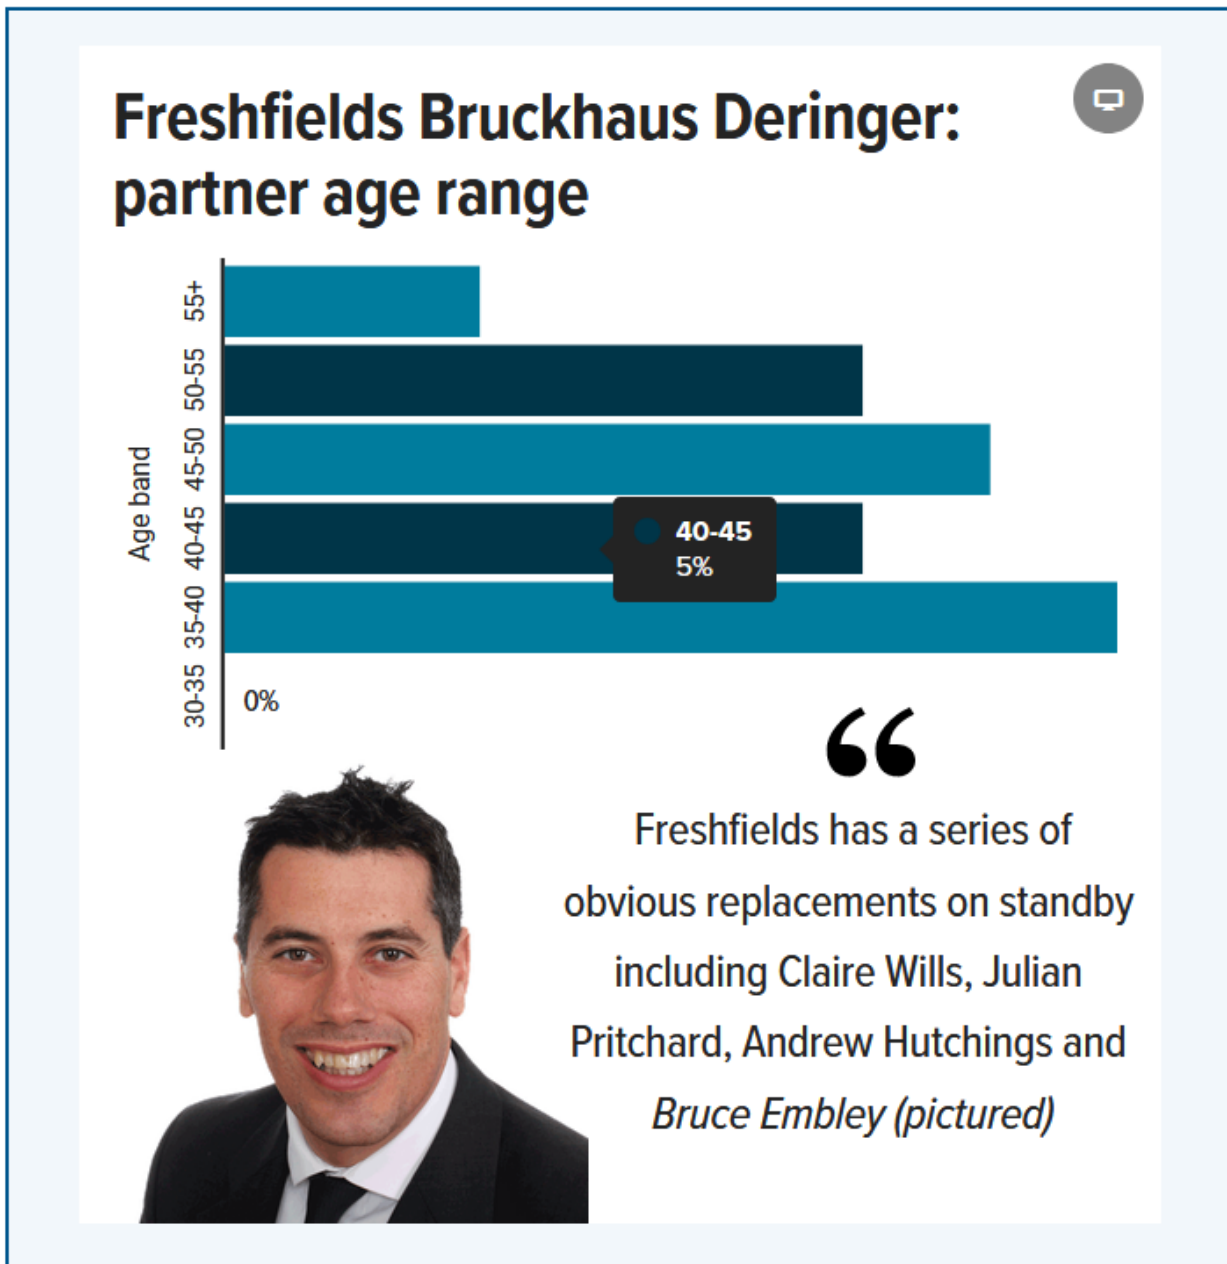 Freshfields Bruckhaus Deringer:
partner age range
Age band
55+
50-55
45-50
40-45
35-40
30-35
40-45
5%
0%
“
Freshfields has a series of
obvious replacements on standby
including Claire Wills, Julian
Pritchard, Andrew Hutchings and
Bruce Embley (pictured)